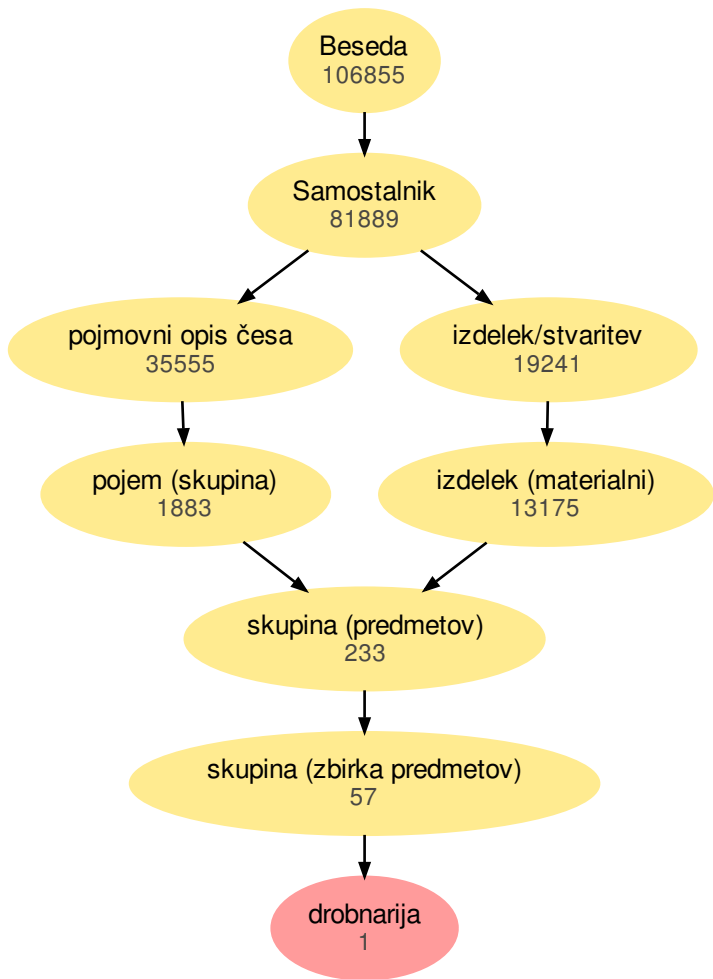 Beseda
106855
Samostalnik
81889
pojmovni opis česa
35555
izdelek/stvaritev
19241
pojem (skupina)
1883
izdelek (materialni)
13175
skupina (predmetov)
233
skupina (zbirka predmetov)
57
drobnarija
1